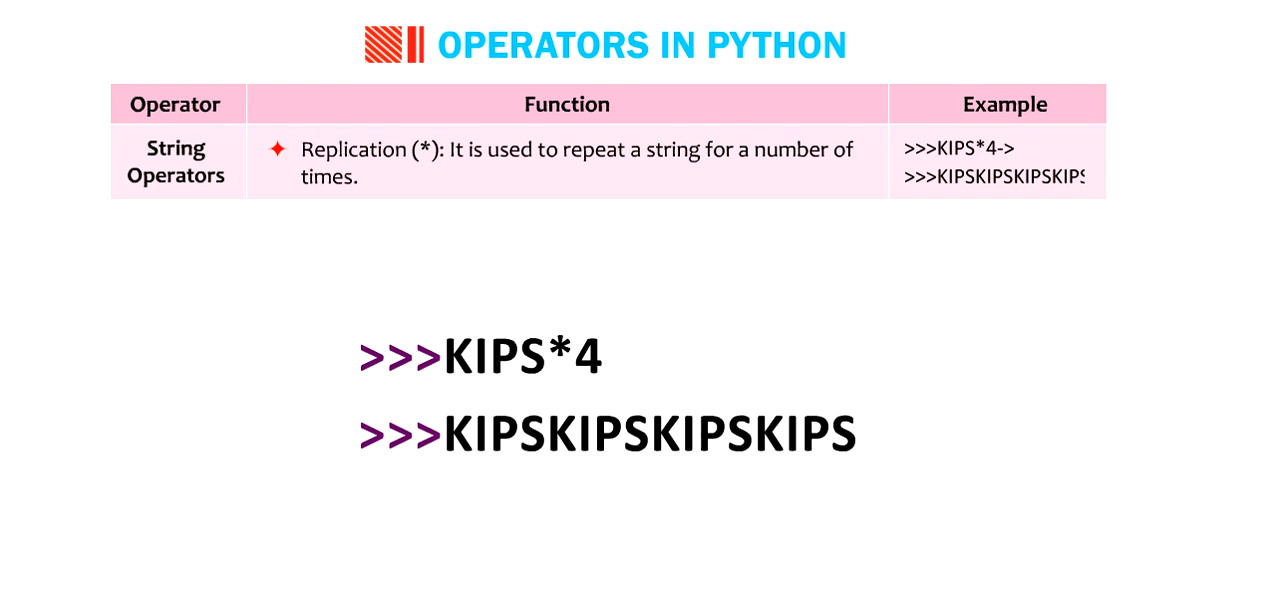 OPERATORS IN PYTHON
Operator Function Example
String Operators
✦ Replication (*): It is used to repeat a string for a number of
times.
>>>KIPS*4->
>>>KIPSKIPSKIPSKIPS
>>>KIPS*4
>>>KIPSKIPSKIPSKIPS